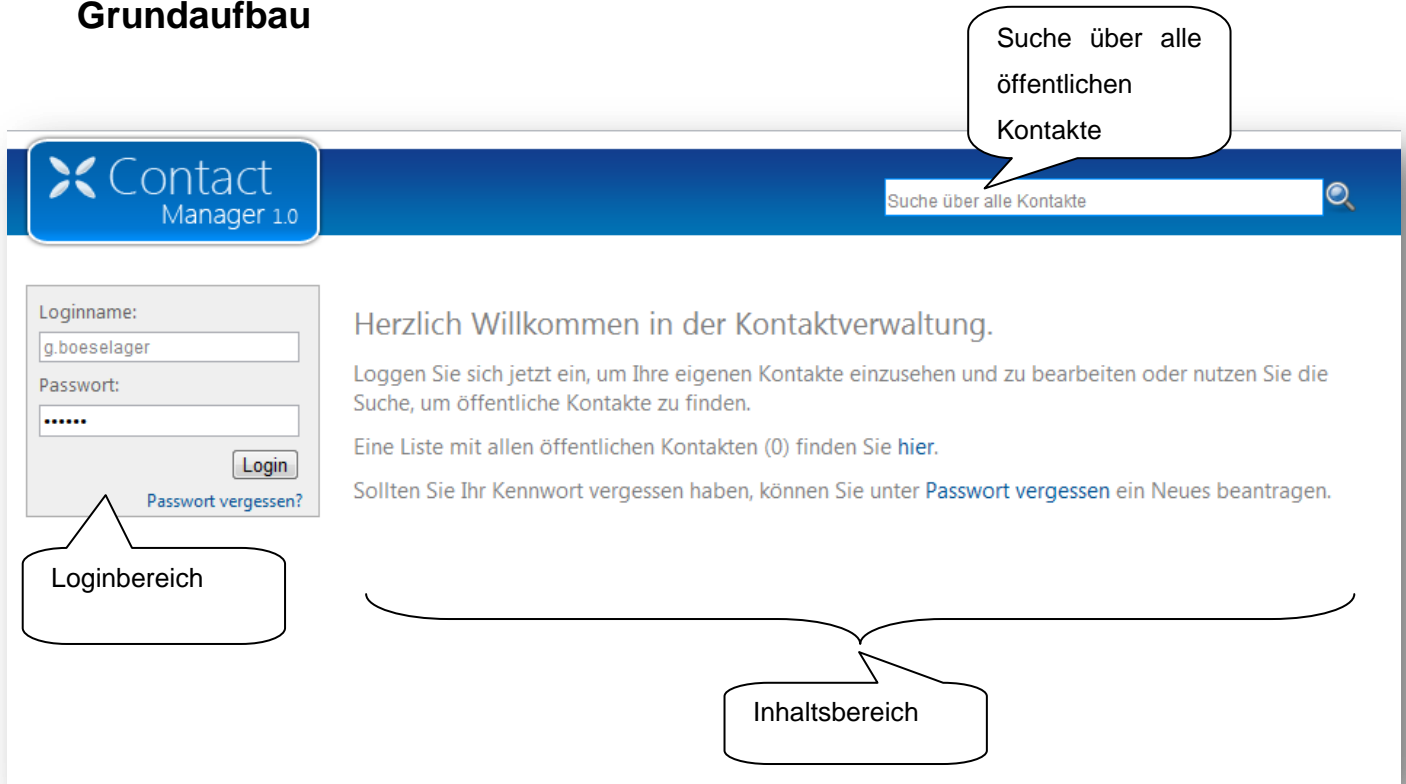 Grundaufbau
Suche über alle
öffentlichen
Kontakte
Contact
Manager 1.0
Suche über alle Kontakte
Loginname:
g.boeselager
Passwort:
••••••
Login
Passwort vergessen?
Herzlich Willkommen in der Kontaktverwaltung.
Loggen Sie sich jetzt ein, um Ihre eigenen Kontakte einzusehen und zu bearbeiten oder nutzen Sie die
Suche, um öffentliche Kontakte zu finden.
Eine Liste mit allen öffentlichen Kontakten (0) finden Sie hier.
Sollten Sie Ihr Kennwort vergessen haben, können Sie unter Passwort vergessen ein Neues beantragen.
Loginbereich
Inhaltsbereich